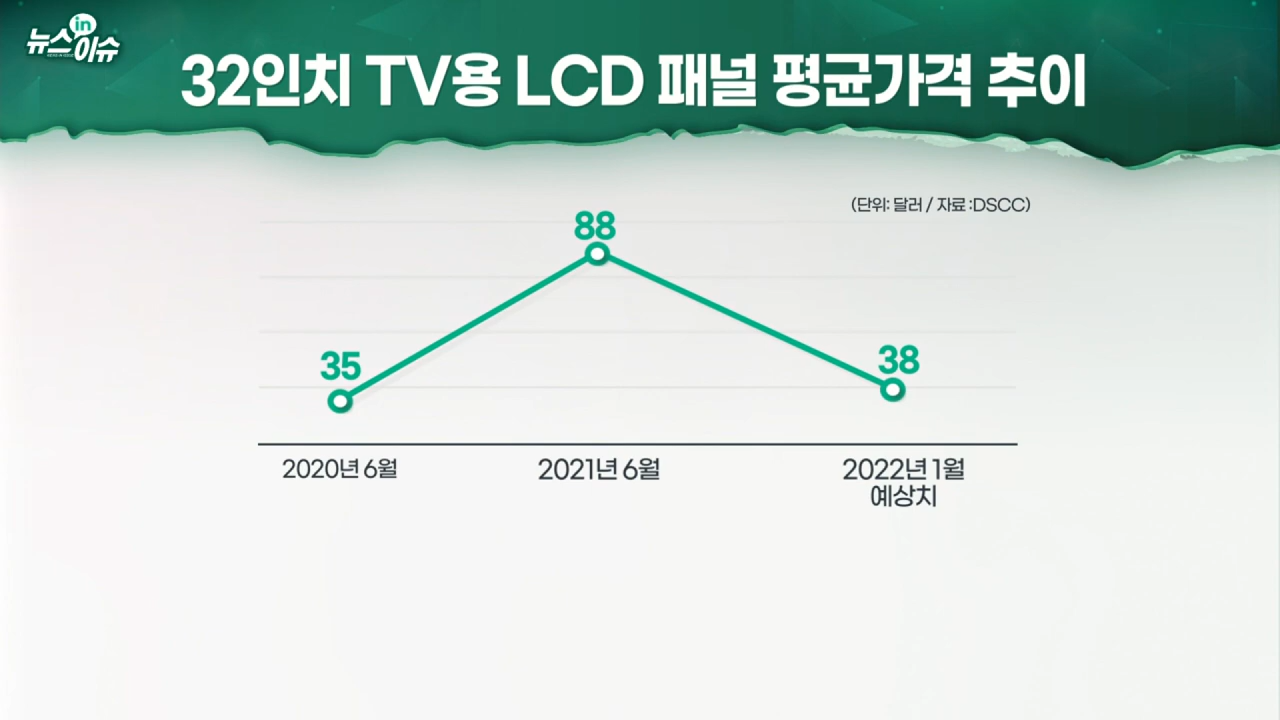 뉴스in이슈
32인치 TV용 LCD 패널 평균가격 추이
(단위: 달러 / 자료 :DSCC)
88
35
38
2020년 6월
2021년 6월
2022년 1월
예상치